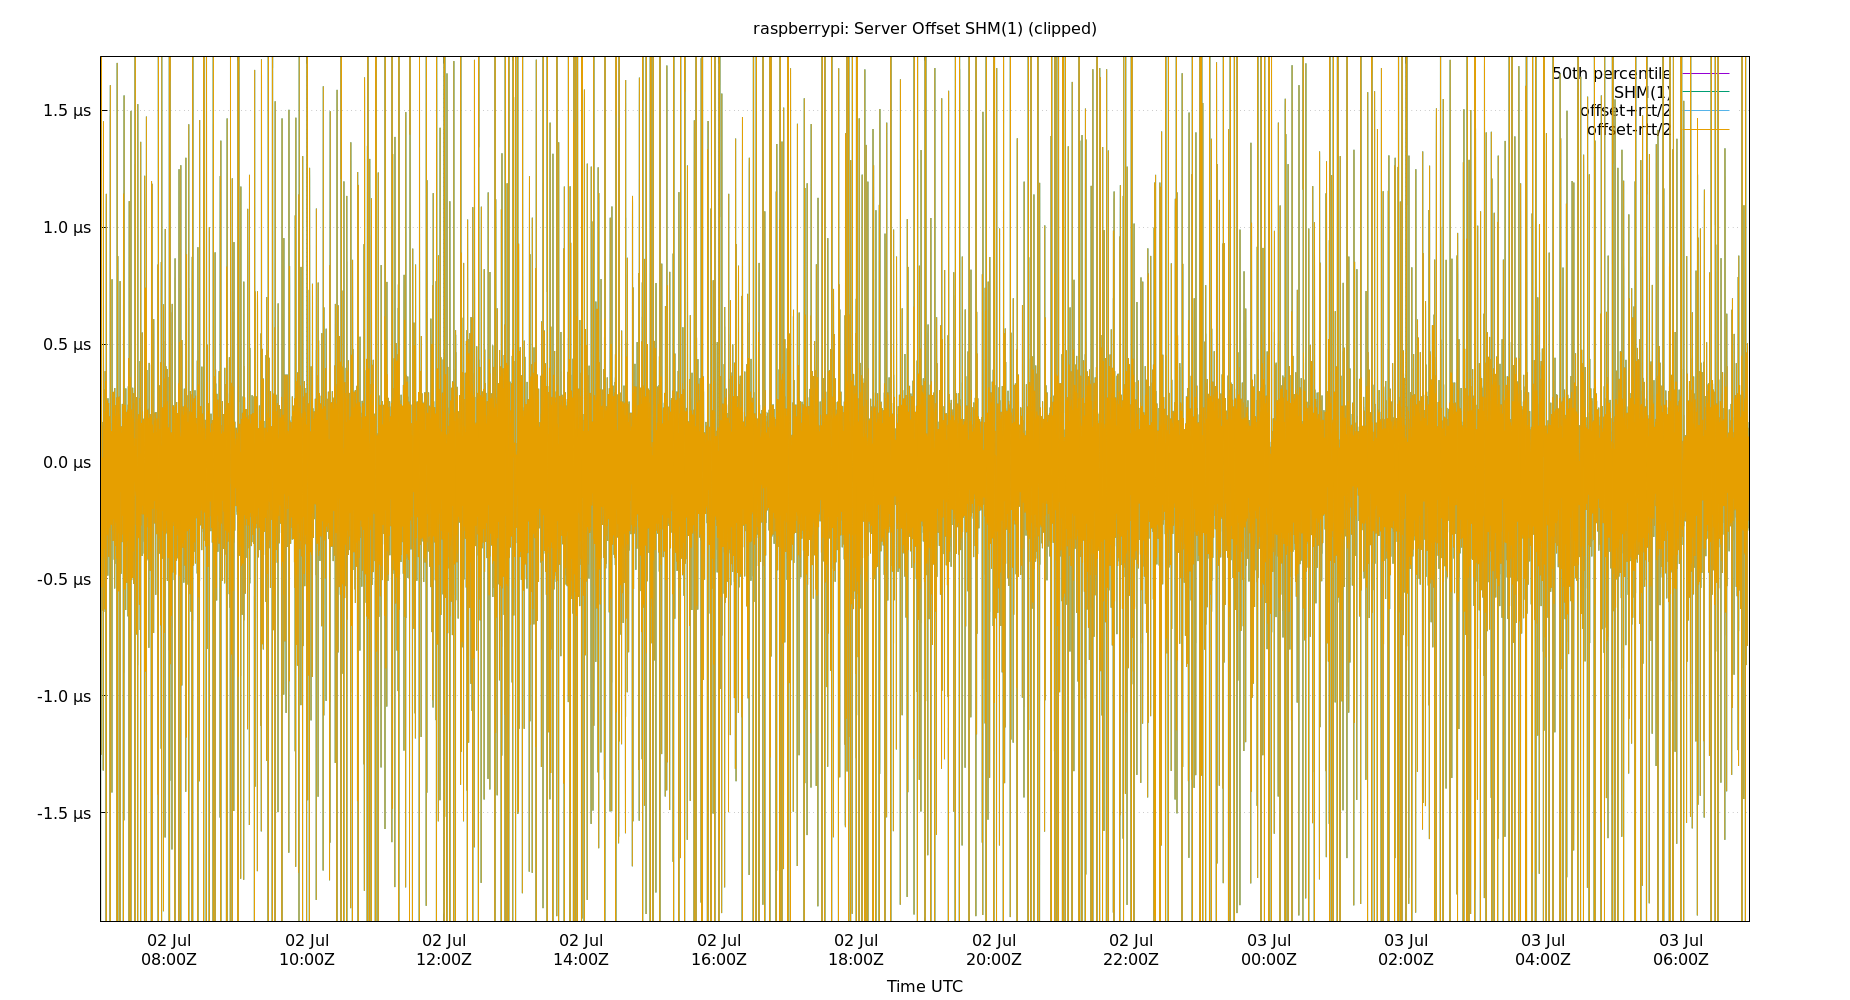 raspberrypi: Server Offset SHM(1) (clipped)
50th percentile
SHM(1)
offset+rtt/2
offset-rtt/2
1.5 µs
1.0 µs
0.5 µs
0.0 µs
-0.5 µs
-1.0 µs
-1.5 µs
02 Jul 02 Jul 02 Jul 02 Jul 02 Jul 02 Jul 02 Jul 02 Jul 03 Jul 03 Jul 03 Jul 03 Jul
08:00Z 10:00Z 12:00Z 14:00Z 16:00Z 18:00Z 20:00Z 22:00Z 00:00Z 02:00Z 04:00Z 06:00Z
Time UTC